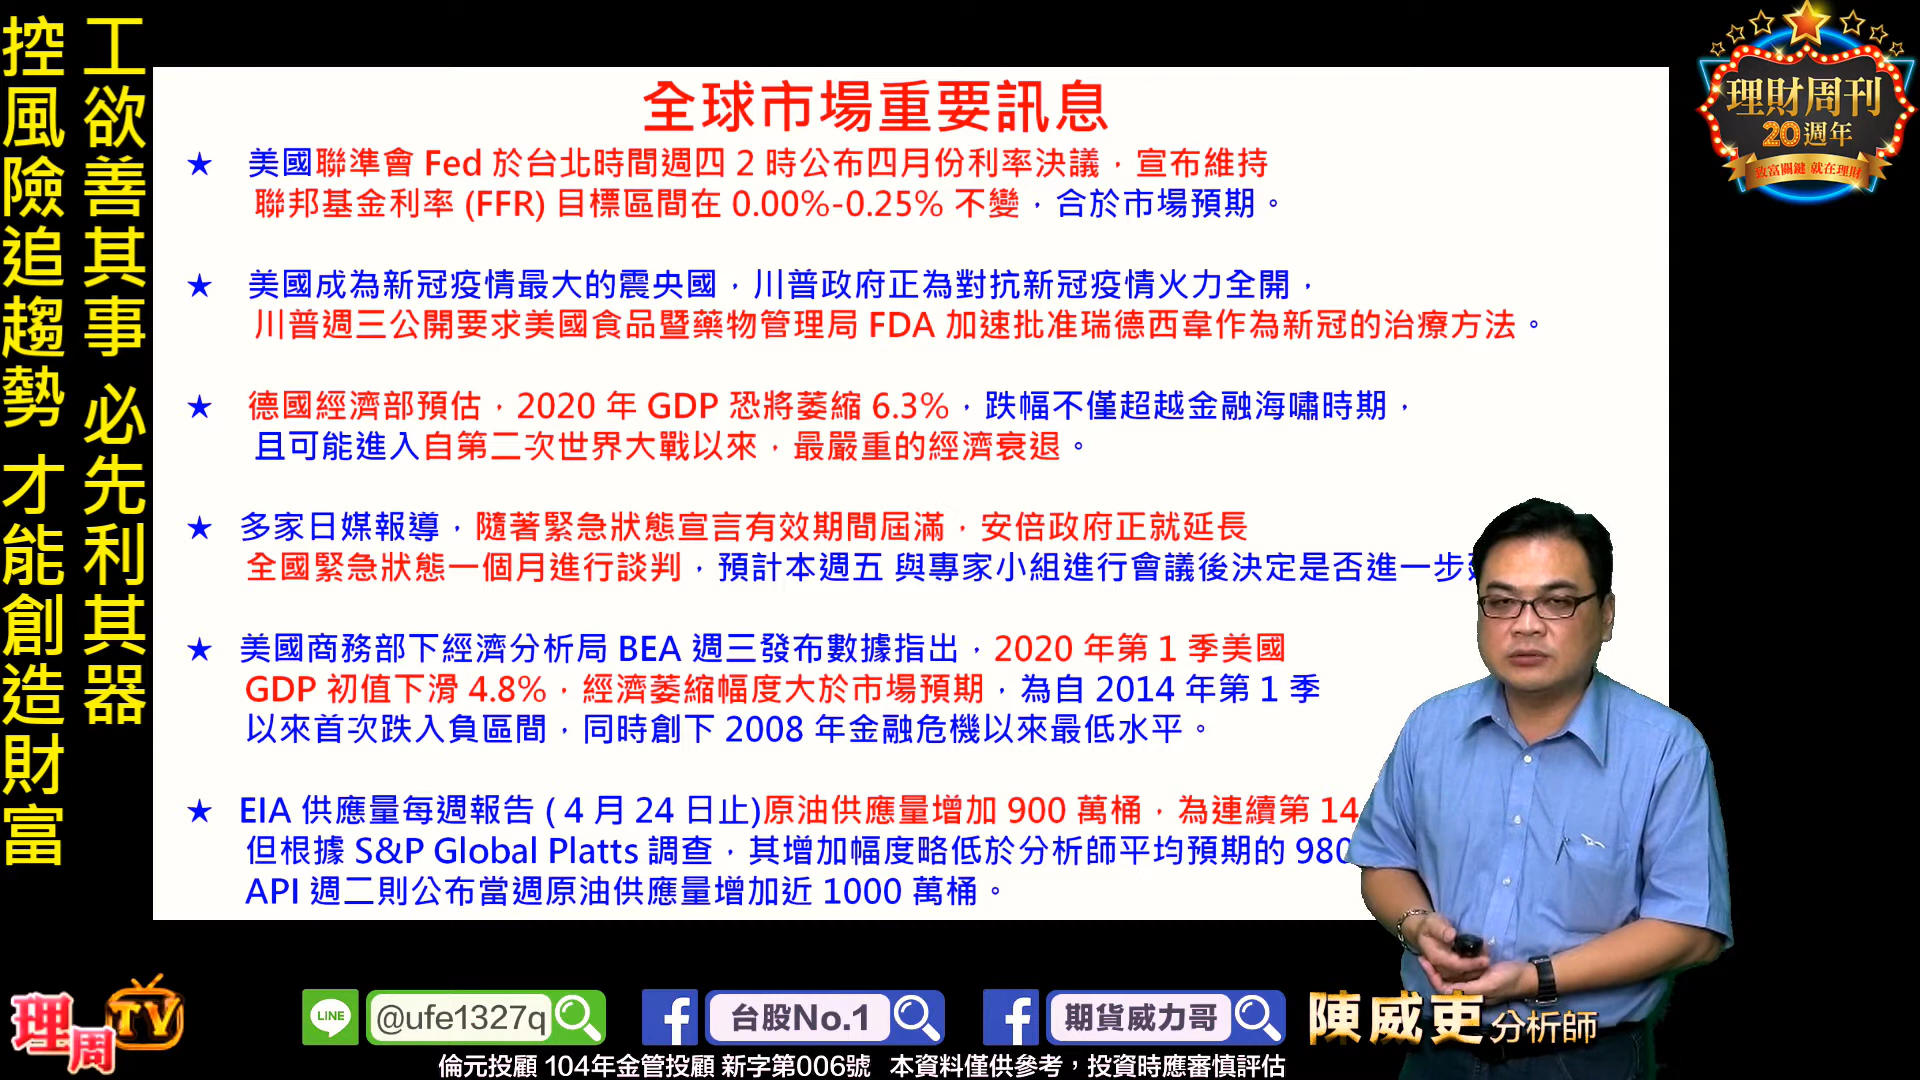 工欲善其事 必先利其器
控風險追趨勢 才能創造財富
理財周刊
20週年
致富關鍵 就在理財
全球市場重要訊息
★ 美國聯準會 Fed 於台北時間週四 2 時公布四月份利率決議，宣布維持
聯邦基金利率 (FFR) 目標區間在 0.00%-0.25% 不變，合於市場預期。
★ 美國成為新冠疫情最大的震央國，川普政府正為對抗新冠疫情火力全開，
川普週三公開要求美國食品暨藥物管理局 FDA 加速批准瑞德西韋作為新冠的治療方法。
★ 德國經濟部預估，2020 年 GDP 恐將萎縮 6.3%，跌幅不僅超越金融海嘯時期，
且可能進入自第二次世界大戰以來，最嚴重的經濟衰退。
★ 多家日媒報導，隨著緊急狀態宣言有效期間屆滿，安倍政府正就延長
全國緊急狀態一個月進行談判，預計本週五 與專家小組進行會議後決定是否進一步
★ 美國商務部下經濟分析局 BEA 週三發布數據指出，2020 年第 1 季美國
GDP 初值下滑 4.8%，經濟萎縮幅度大於市場預期，為自 2014 年第 1 季
以來首次跌入負區間，同時創下 2008 年金融危機以來最低水平。
★ EIA 供應量每週報告 ( 4 月 24 日止)原油供應量增加 900 萬桶，為連續第 14
但根據 S&P Global Platts 調查，其增加幅度略低於分析師平均預期的 980
API 週二則公布當週原油供應量增加近 1000 萬桶。
理周TV
LINE @ufe1327q
台股No.1
期貨威力哥
陳威吏 分析師
倫元投顧 104年金管投顧 新字第006號 本資料僅供參考，投資時應審慎評估